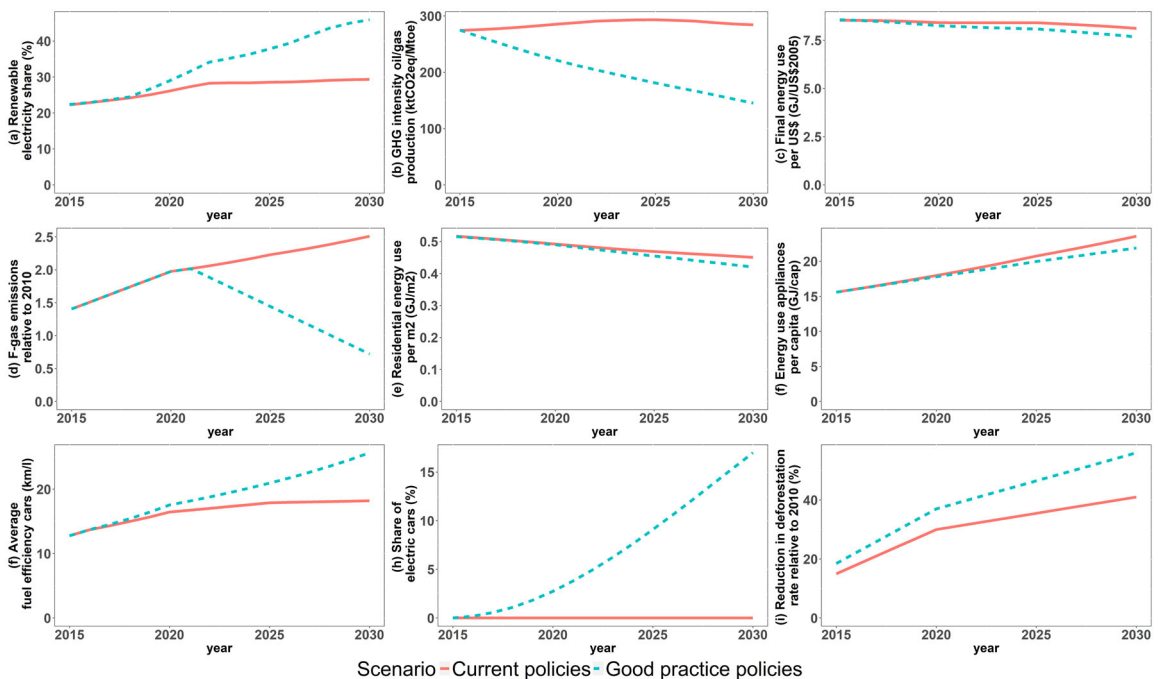 (a) Renewable
electricity share (%)
40
30
20
10
0
2015 2020 2025 2030
year
(b) GHG intensity oil/gas
production (ktCO2eq/Mtoe)
300
200
100
0
2015 2020 2025 2030
year
(c) Final energy use
per US$ (GJ/US$2005)
7.5
5.0
2.5
0.0
2015 2020 2025 2030
year
(d) F-gas emissions
relative to 2010
2.5
2.0
1.5
1.0
0.5
0.0
2015 2020 2025 2030
year
(e) Residential energy use
per m2 (GJ/m2)
0.5
0.4
0.3
0.2
0.1
0.0
2015 2020 2025 2030
year
(f) Energy use appliances
per capita (GJ/cap)
20
15
10
5
0
2015 2020 2025 2030
year
(f) Average
fuel efficiency cars (km/l)
20
10
0
2015 2020 2025 2030
year
(h) Share of
electric cars (%)
15
10
5
0
2015 2020 2025 2030
year
(i) Reduction in deforestation
rate relative to 2010 (%)
40
20
0
2015 2020 2025 2030
year
Scenario Current policies Good practice policies